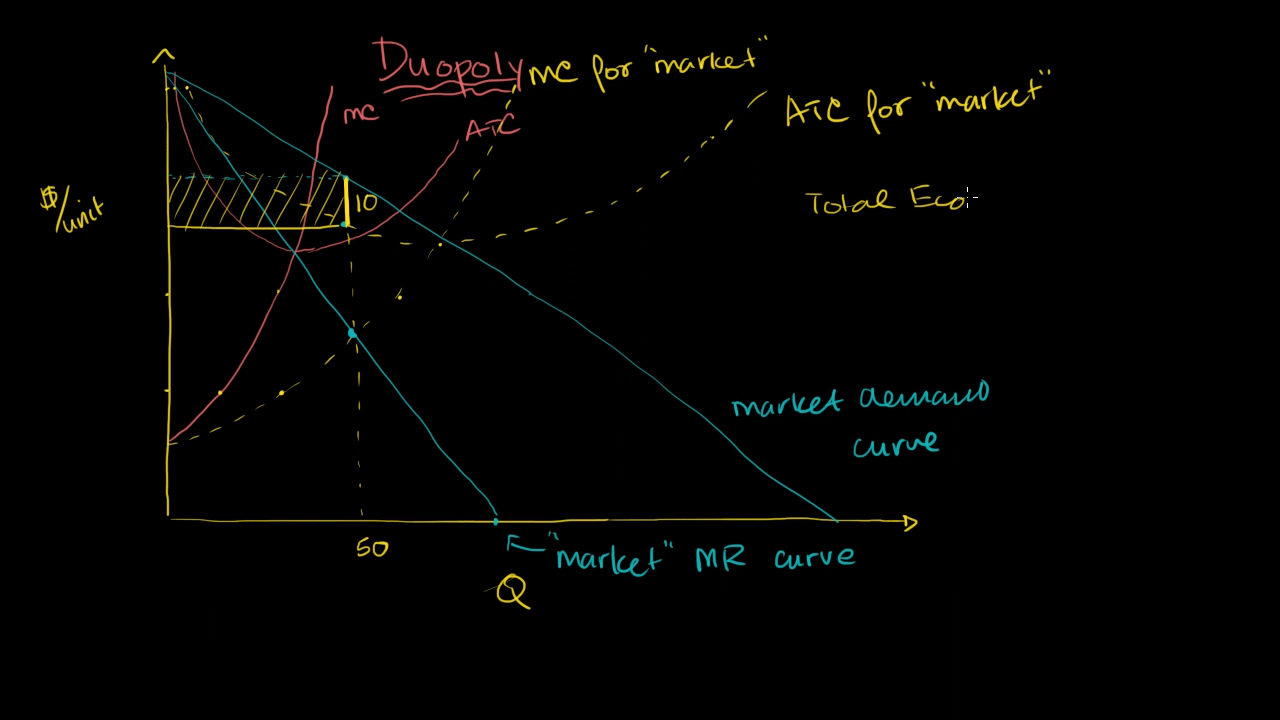 Duopoly
MC for "market"
MC
ATC
ATC for "market"
$/unit
10
Total Eco
market demand
curve
50
"market" MR curve
Q